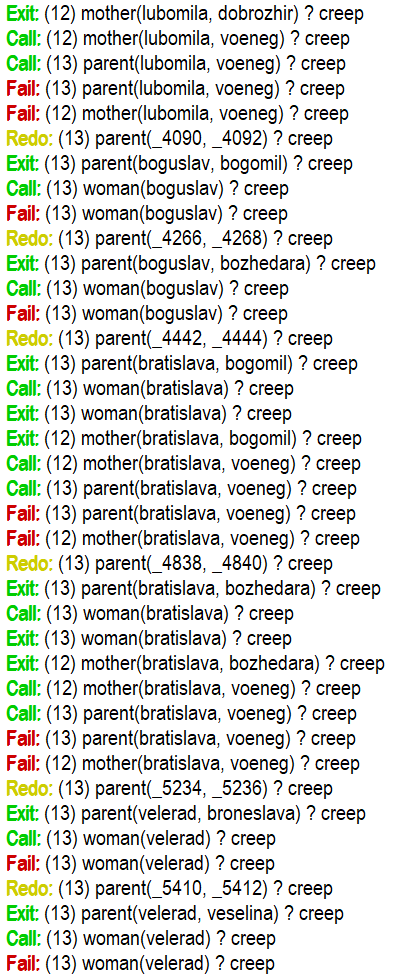 Exit: (12) mother(lubomila, dobrozhir) ? creep
Call: (12) mother(lubomila, voeneg) ? creep
Call: (13) parent(lubomila, voeneg) ? creep
Fail: (13) parent(lubomila, voeneg) ? creep
Fail: (12) mother(lubomila, voeneg) ? creep
Redo: (13) parent(_4090, _4092) ? creep
Exit: (13) parent(boguslav, bogomil) ? creep
Call: (13) woman(boguslav) ? creep
Fail: (13) woman(boguslav) ? creep
Redo: (13) parent(_4266, _4268) ? creep
Exit: (13) parent(boguslav, bozhedara) ? creep
Call: (13) woman(boguslav) ? creep
Fail: (13) woman(boguslav) ? creep
Redo: (13) parent(_4442, _4444) ? creep
Exit: (13) parent(bratislava, bogomil) ? creep
Call: (13) woman(bratislava) ? creep
Exit: (13) woman(bratislava) ? creep
Exit: (12) mother(bratislava, bogomil) ? creep
Call: (12) mother(bratislava, voeneg) ? creep
Call: (13) parent(bratislava, voeneg) ? creep
Fail: (13) parent(bratislava, voeneg) ? creep
Fail: (12) mother(bratislava, voeneg) ? creep
Redo: (13) parent(_4838, _4840) ? creep
Exit: (13) parent(bratislava, bozhedara) ? creep
Call: (13) woman(bratislava) ? creep
Exit: (13) woman(bratislava) ? creep
Exit: (12) mother(bratislava, bozhedara) ? creep
Call: (12) mother(bratislava, voeneg) ? creep
Call: (13) parent(bratislava, voeneg) ? creep
Fail: (13) parent(bratislava, voeneg) ? creep
Fail: (12) mother(bratislava, voeneg) ? creep
Redo: (13) parent(_5234, _5236) ? creep
Exit: (13) parent(velerad, broneslava) ? creep
Call: (13) woman(velerad) ? creep
Fail: (13) woman(velerad) ? creep
Redo: (13) parent(_5410, _5412) ? creep
Exit: (13) parent(velerad, veselina) ? creep
Call: (13) woman(velerad) ? creep
Fail: (13) woman(velerad) ? creep